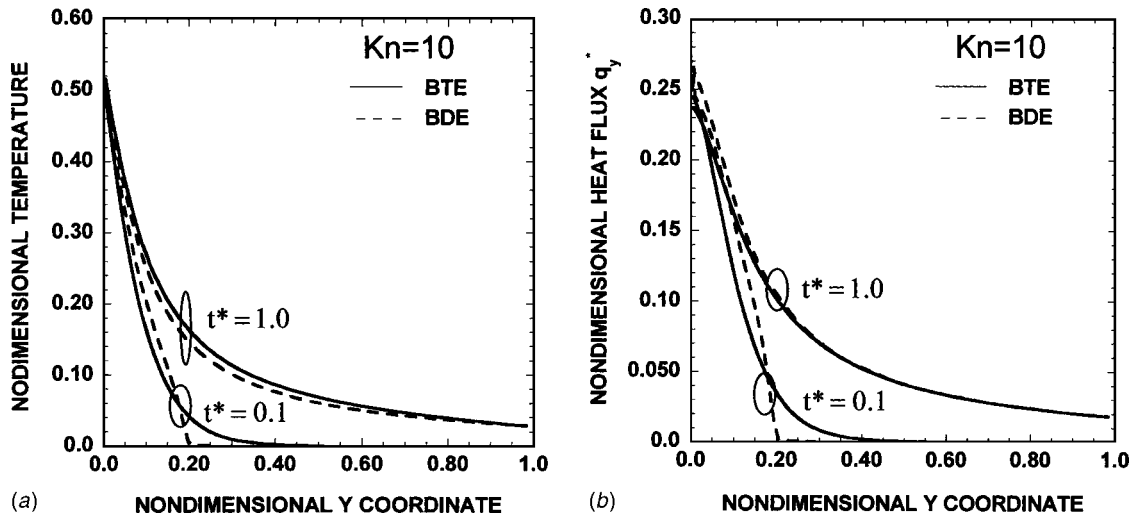 0.60
0.50
0.40
0.30
0.20
0.10
0.0
NODIMENSIONAL TEMPERATURE
Kn=10
BTE
BDE
t* = 1.0
t* = 0.1
0.0 0.20 0.40 0.60 0.80 1.0
NONDIMENSIONAL Y COORDINATE
(a)
0.30
0.25
0.20
0.15
0.10
0.050
0.0
NONDIMENSIONAL HEAT FLUX q_y^*
Kn=10
BTE
BDE
t* = 1.0
t* = 0.1
0.0 0.20 0.40 0.60 0.80 1.0
NONDIMENSIONAL Y COORDINATE
(b)